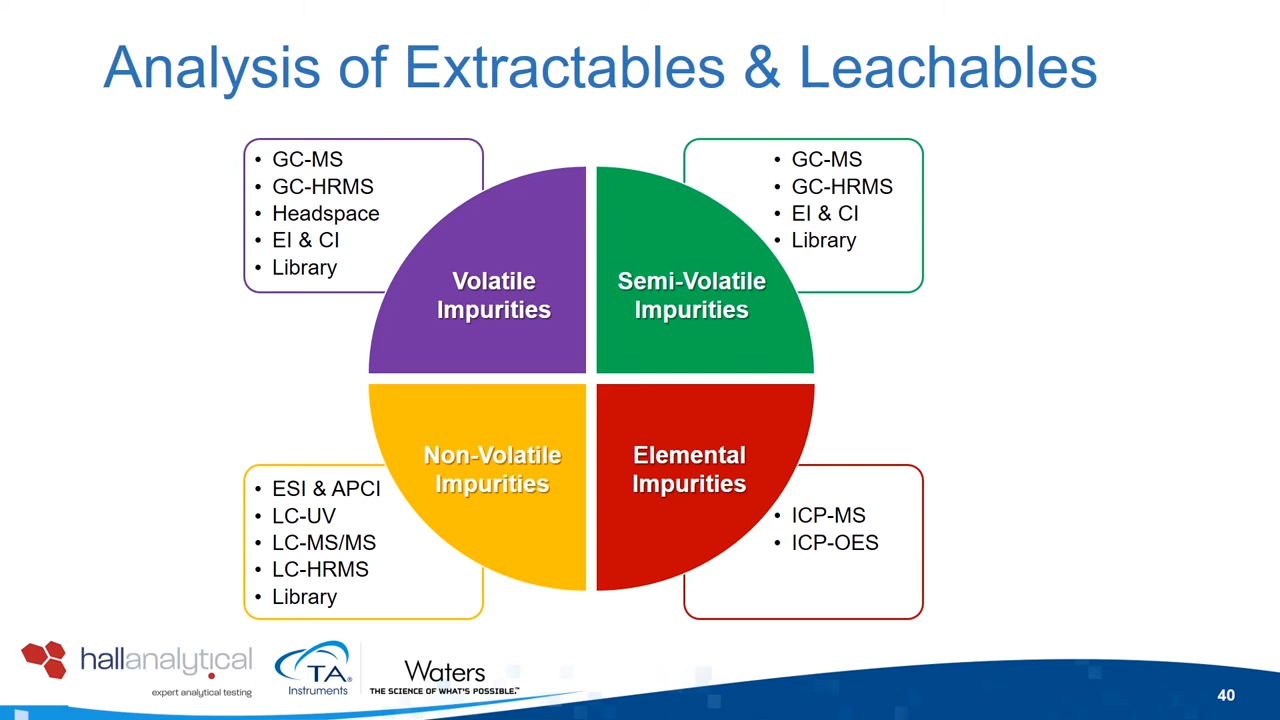 Analysis of Extractables & Leachables
• GC-MS
• GC-HRMS
• Headspace
• EI & CI
• Library
• GC-MS
• GC-HRMS
• EI & CI
• Library
Volatile
Impurities
Semi-Volatile
Impurities
Non-Volatile
Impurities
Elemental
Impurities
• ESI & APCI
• LC-UV
• LC-MS/MS
• LC-HRMS
• Library
• ICP-MS
• ICP-OES
hallanalytical
expert analytical testing
TA®
Instruments
Waters
THE SCIENCE OF WHAT'S POSSIBLE.™
40